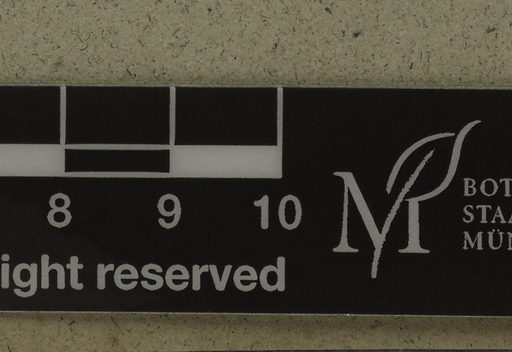 8 9 10
ight reserved
M
BOT
STAA
MÜN